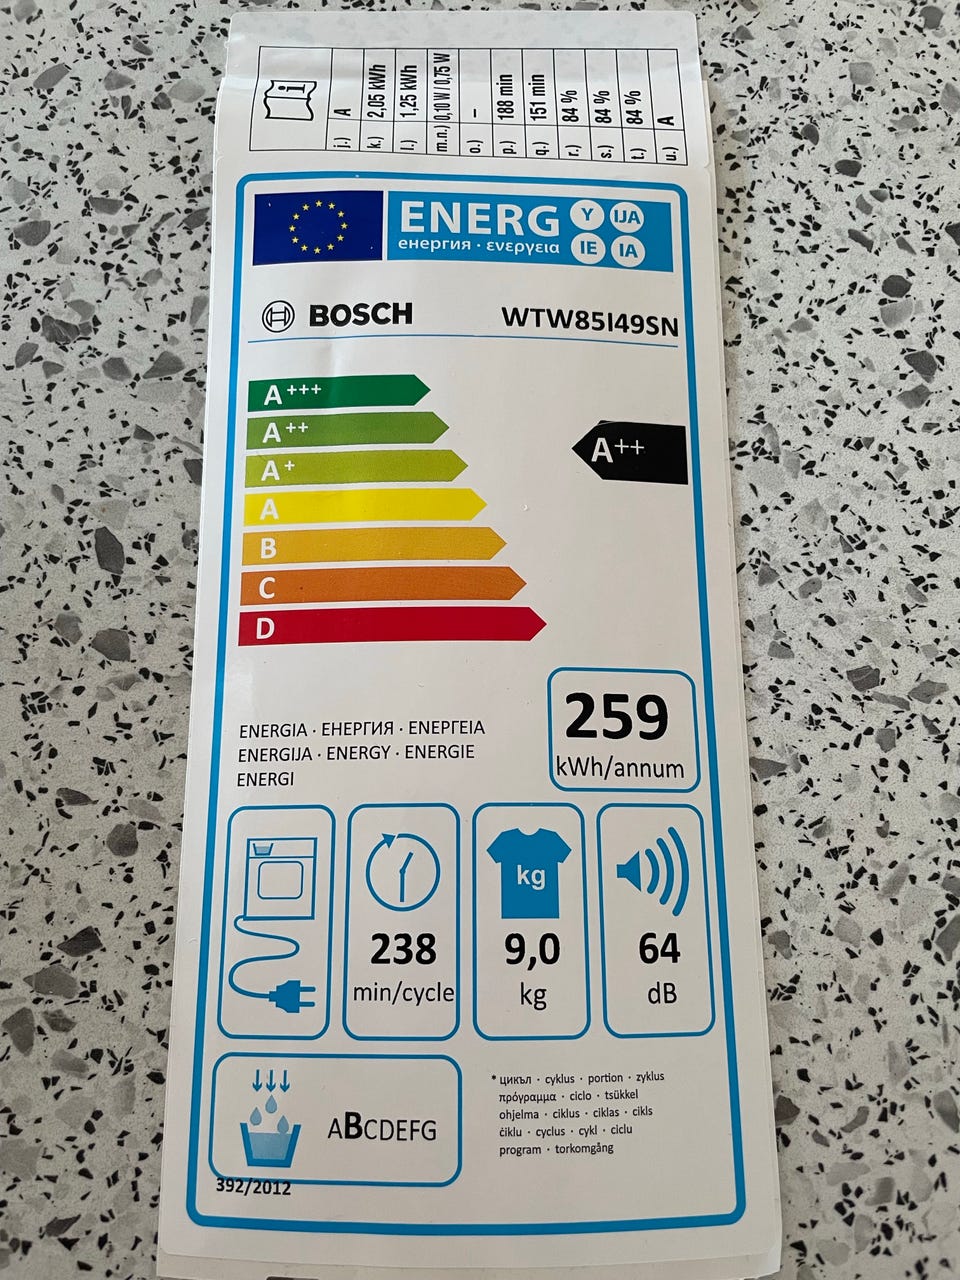 j.) A
k.) 2,05 kWh
l.) 1,25 kWh
m.n.) 0,10 W / 0,75 W
o.) –
p.) 188 min
q.) 151 min
r.) 84 %
s.) 84 %
t.) 84 %
u.) A
ENERG Y IJA
енергия · ενεργεια IE IA
BOSCH WTW85I49SN
A+++
A++
A++
A+
A
B
C
D
259
kWh/annum
ENERGIA · ЕНЕРГИЯ · ΕΝΕΡΓΕΙΑ
ENERGIJA · ENERGY · ENERGIE
ENERGI
238
min/cycle
kg
9,0
kg
64
dB
ABCDEFG
* цикъл · cyklus · portion · zyklus
πρόγραμμα · ciclo · tsükkel
ohjelma · ciklus · ciklas · cikls
ċiklu · cyclus · cykl · ciclu
program · torkomgång
392/2012